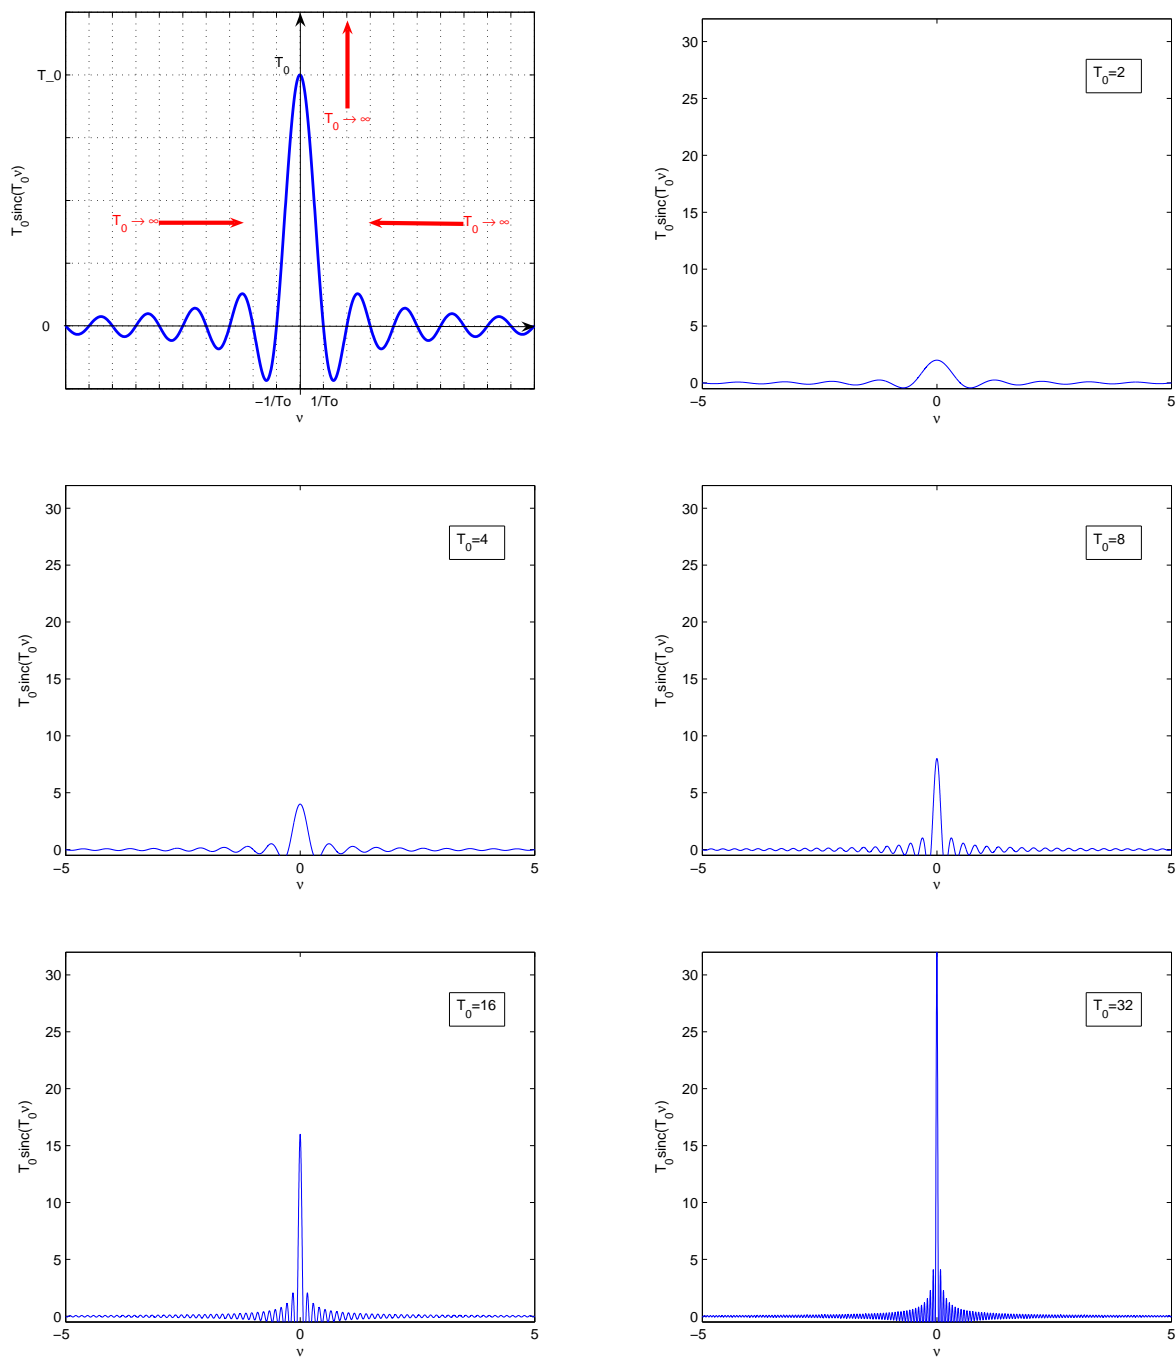 T_0
0
T₀sinc(T₀ν)
T₀
T₀ → ∞
T₀ → ∞
T₀ → ∞
−1/To
1/To
ν
30
25
20
15
10
5
0
T₀sinc(T₀ν)
T₀=2
−5
0
5
ν
30
25
20
15
10
5
0
T₀sinc(T₀ν)
T₀=4
−5
0
5
ν
30
25
20
15
10
5
0
T₀sinc(T₀ν)
T₀=8
−5
0
5
ν
30
25
20
15
10
5
0
T₀sinc(T₀ν)
T₀=16
−5
0
5
ν
30
25
20
15
10
5
0
T₀sinc(T₀ν)
T₀=32
−5
0
5
ν